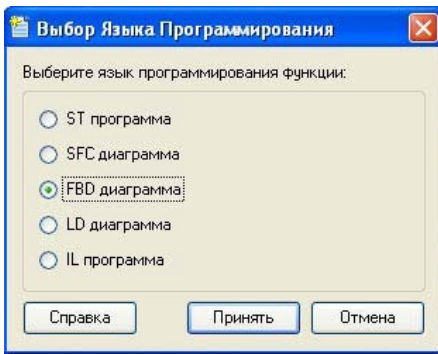 Выбор Языка Программирования
Выберите язык программирования функции:
ST программа
SFC диаграмма
FBD диаграмма
LD диаграмма
IL программа
Справка Принять Отмена